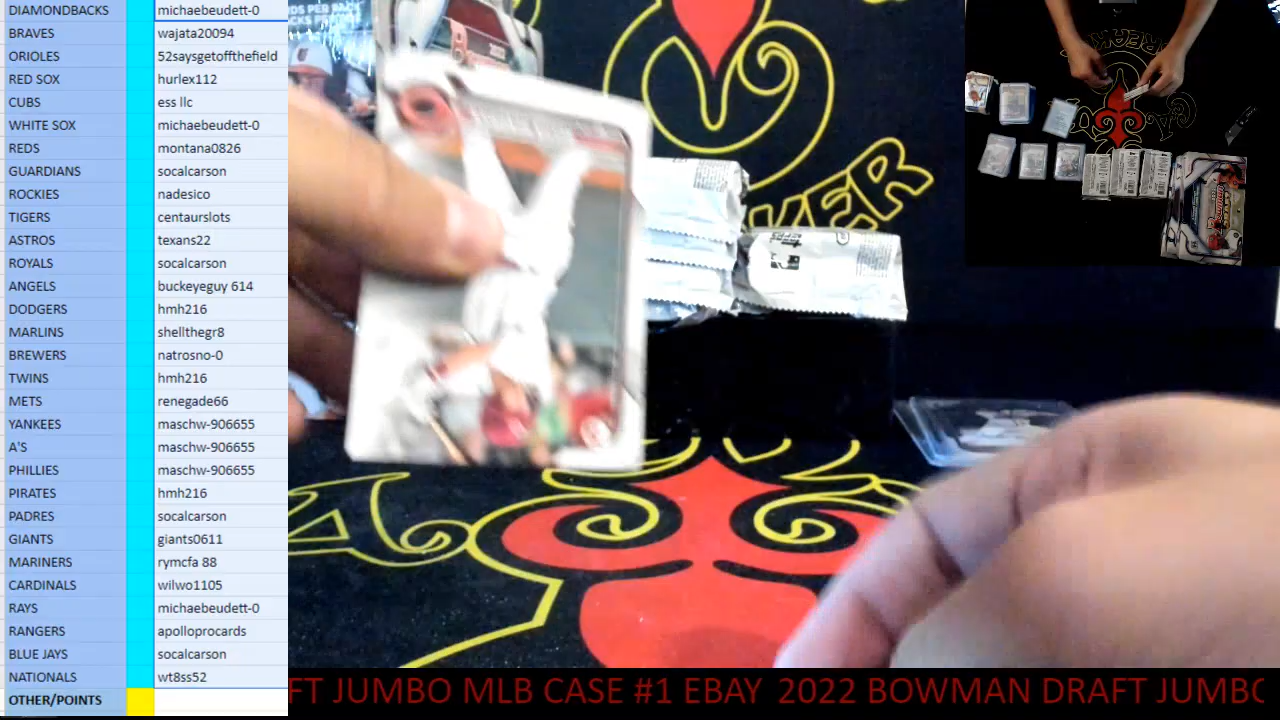 DIAMONDBACKS michaebeudett-0
BRAVES wajata20094
ORIOLES 52saysgetoffthefield
RED SOX hurlex112
CUBS ess llc
WHITE SOX michaebeudett-0
REDS montana0826
GUARDIANS socalcarson
ROCKIES nadesico
TIGERS centaurslots
ASTROS texans22
ROYALS socalcarson
ANGELS buckeyeguy 614
DODGERS hmh216
MARLINS shellthegr8
BREWERS natrosno-0
TWINS hmh216
METS renegade66
YANKEES maschw-906655
A'S maschw-906655
PHILLIES maschw-906655
PIRATES hmh216
PADRES socalcarson
GIANTS giants0611
MARINERS rymcfa 88
CARDINALS wilwo1105
RAYS michaebeudett-0
RANGERS apolloprocards
BLUE JAYS socalcarson
NATIONALS wt8ss52
OTHER/POINTS
KER
FT JUMBO MLB CASE #1 EBAY 2022 BOWMAN DRAFT JUMBO